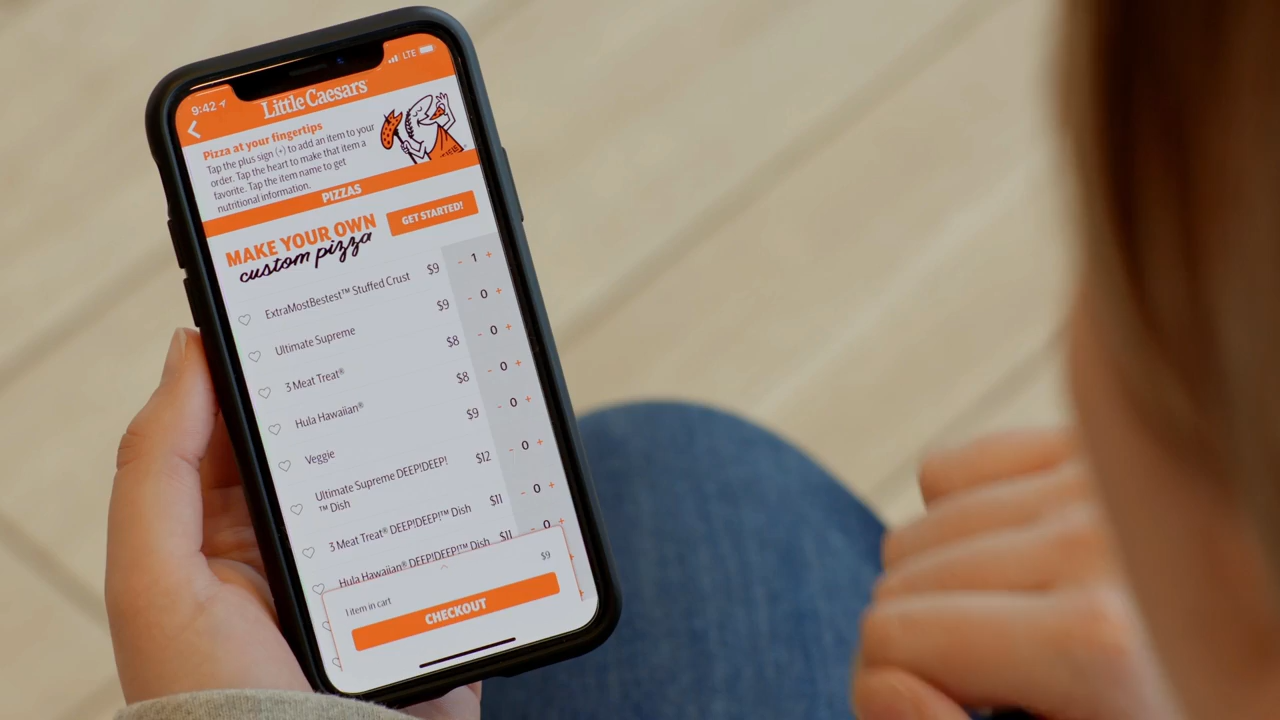 9:42
LTE
Little Caesars
Pizza at your fingertips
Tap the plus sign (+) to add an item to your
order. Tap the heart to make that item a
favorite. Tap the item name to get
nutritional information.
PIZZAS
MAKE YOUR OWN
custom pizza
GET STARTED!
ExtraMostBestest™ Stuffed Crust $9 - 1 +
Ultimate Supreme $9 - 0 +
3 Meat Treat® $8 - 0 +
Hula Hawaiian® $8 - 0 +
Veggie $9 - 0 +
Ultimate Supreme DEEP!DEEP!
™ Dish $12 - 0 +
3 Meat Treat® DEEP!DEEP!™ Dish $11 - 0 +
Hula Hawaiian® DEEP!DEEP!™ Dish $11 - 0 +
1 item in cart $9
CHECKOUT